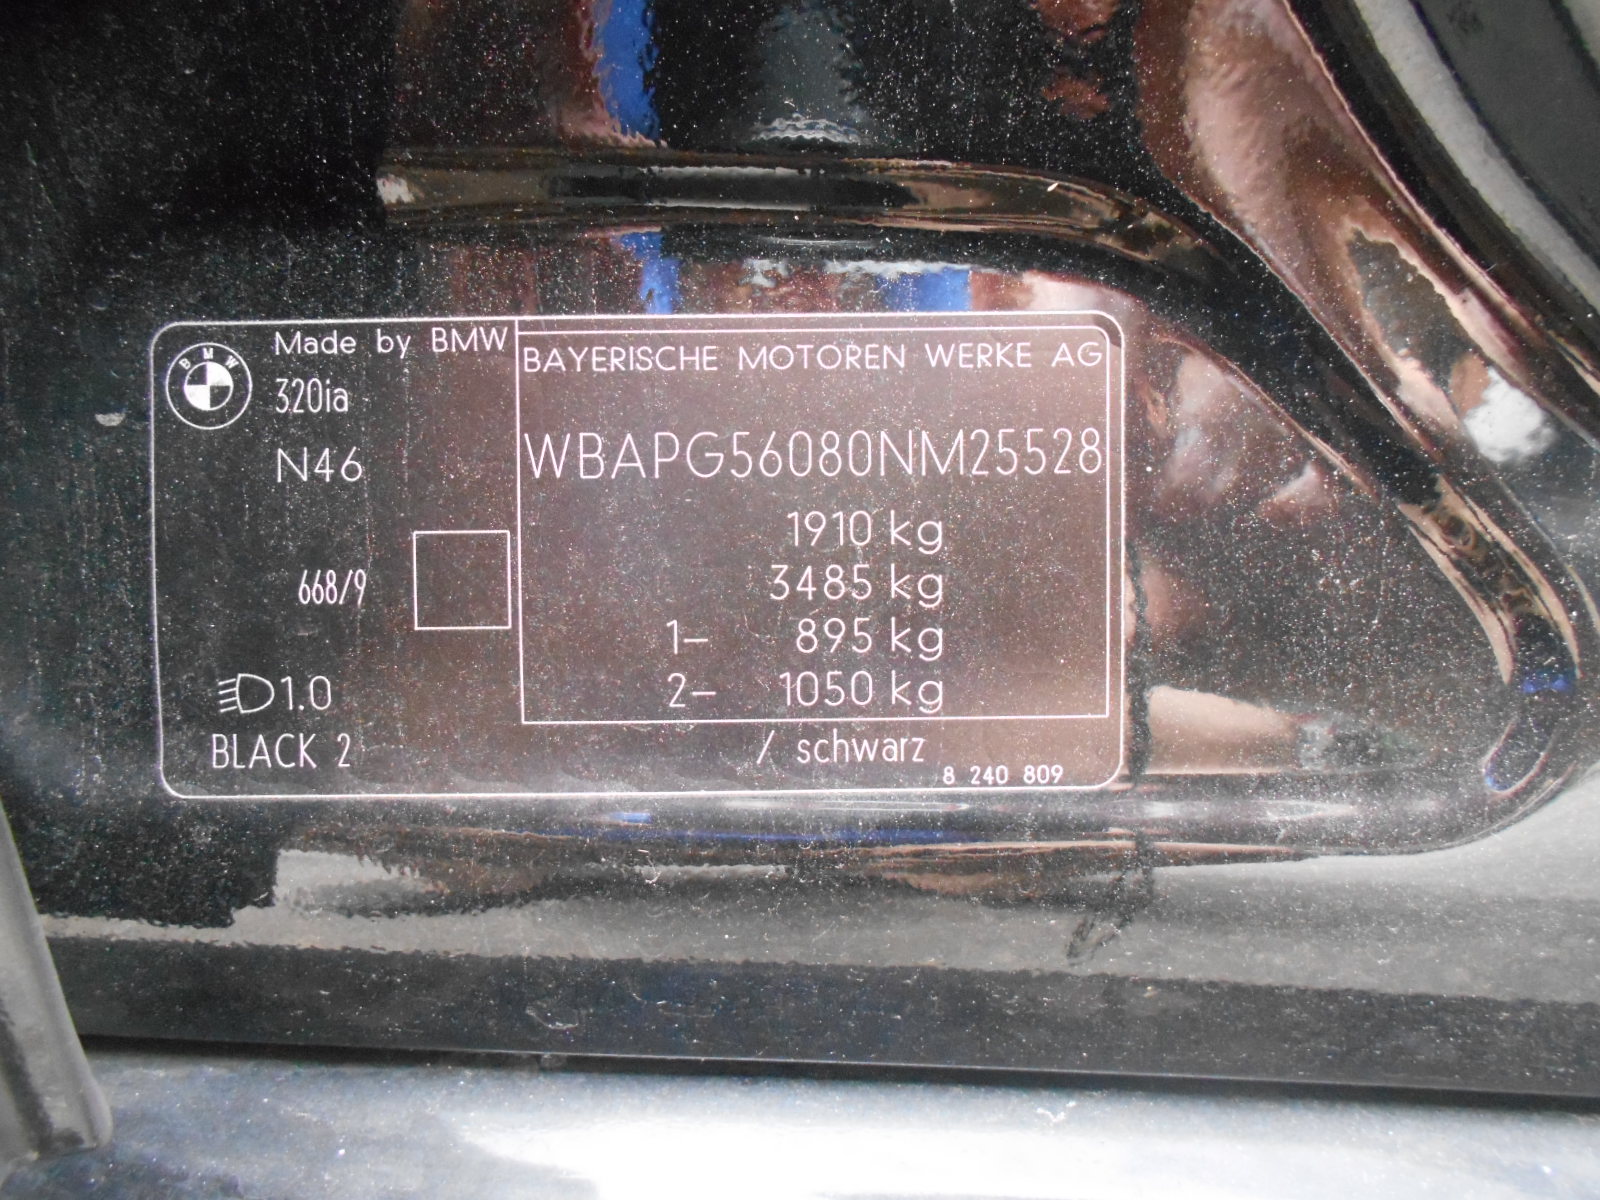 BMW
Made by BMW
320ia
N46
668/9
1.0
BLACK 2
BAYERISCHE MOTOREN WERKE AG
WBAPG56080NM25528
1910 kg
3485 kg
1– 895 kg
2– 1050 kg
/ schwarz
8 240 809